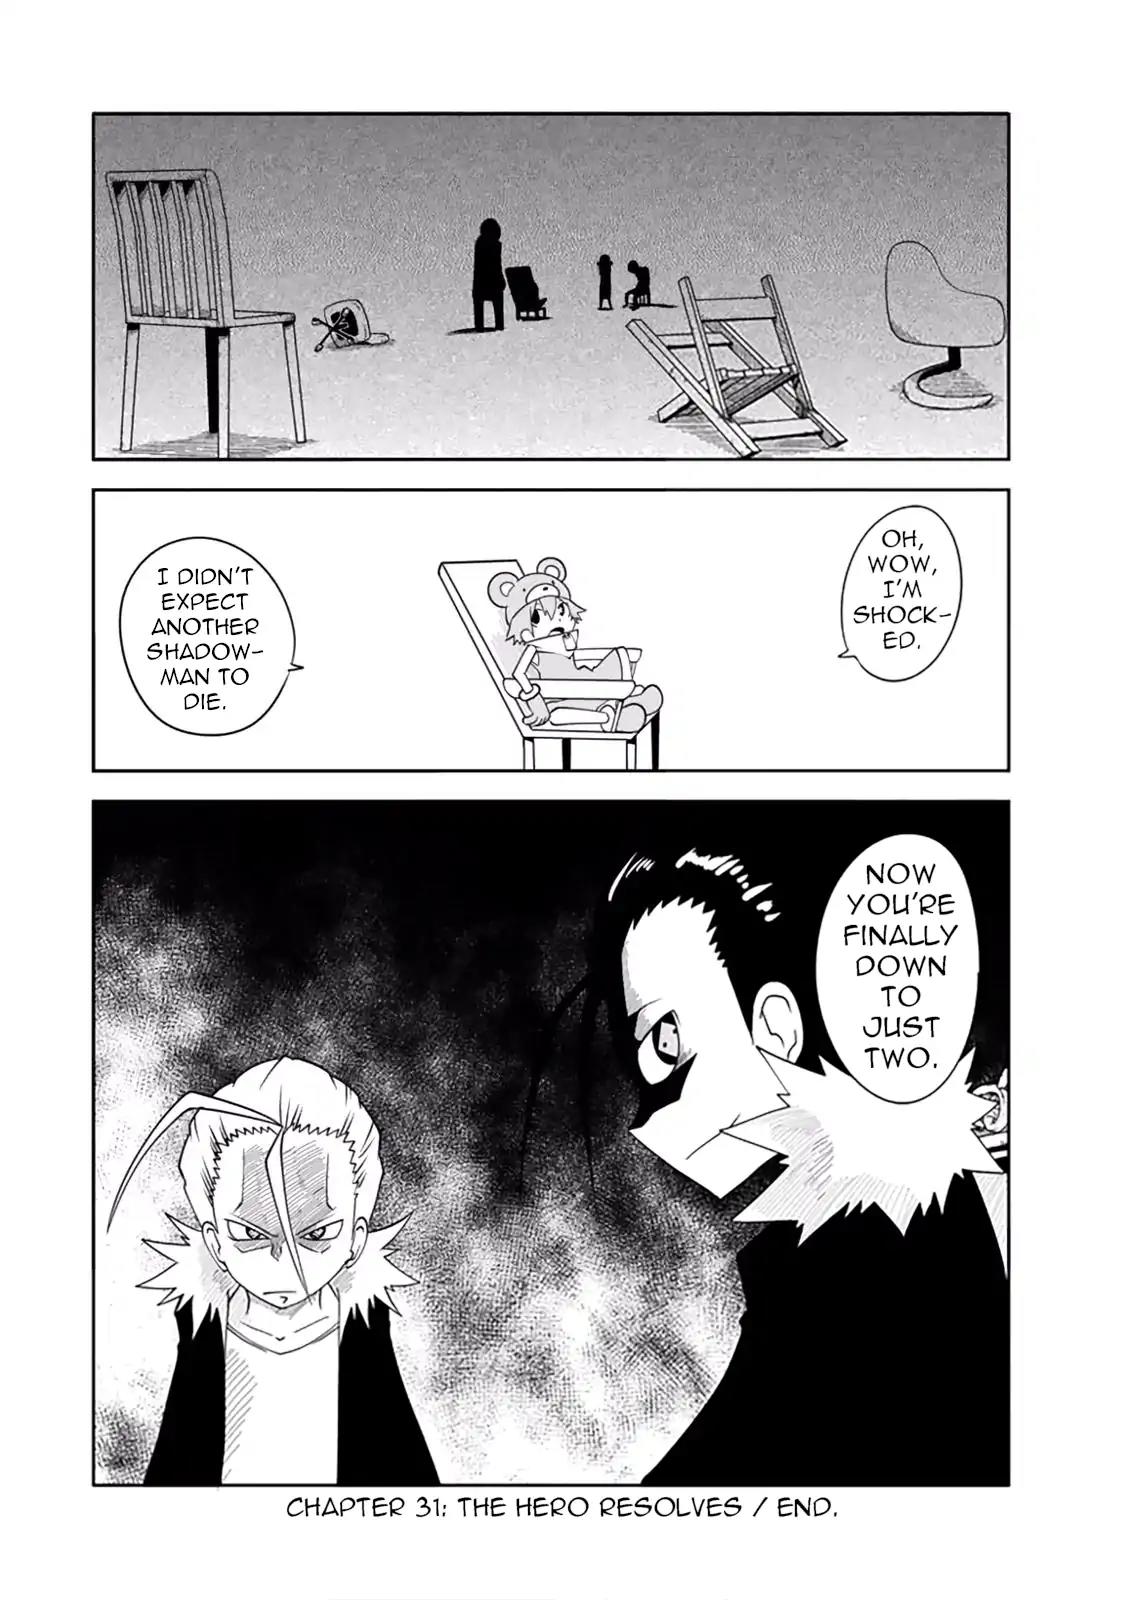 OH,
WOW,
I'M
SHOCK-
ED.
I DIDN'T
EXPECT
ANOTHER
SHADOW-
MAN TO
DIE.
NOW
YOU'RE
FINALLY
DOWN
TO
JUST
TWO.
CHAPTER 31: THE HERO RESOLVES / END.